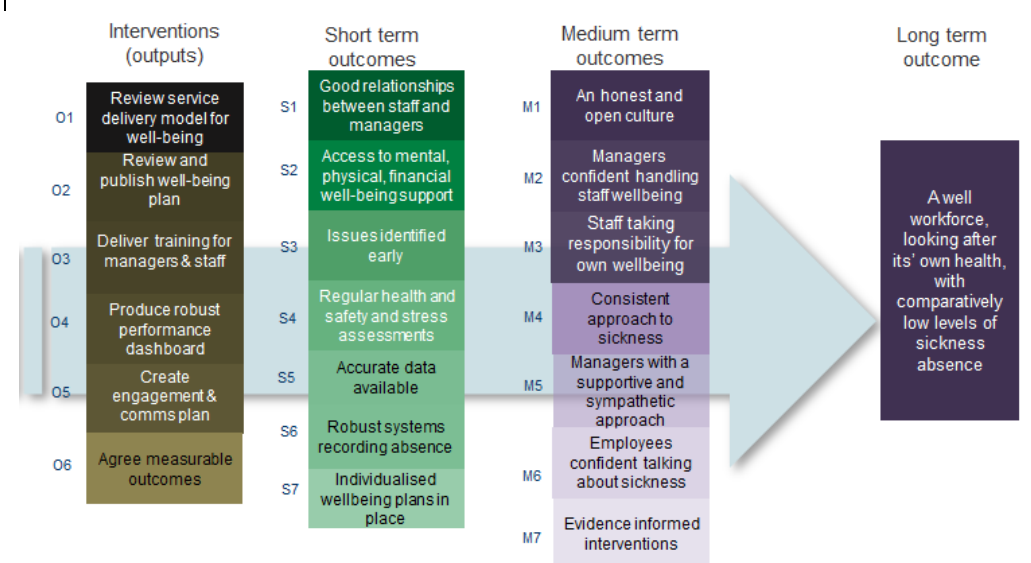 Interventions
(outputs)
O1
Review service
delivery model for
well-being
O2
Review and
publish well-being
plan
O3
Deliver training for
managers & staff
O4
Produce robust
performance
dashboard
O5
Create
engagement &
comms plan
O6
Agree measurable
outcomes
Short term
outcomes
S1
Good relationships
between staff and
managers
S2
Access to mental,
physical, financial
well-being support
S3
Issues identified
early
S4
Regular health and
safety and stress
assessments
S5
Accurate data
available
S6
Robust systems
recording absence
S7
Individualised
wellbeing plans in
place
Medium term
outcomes
M1
An honest and
open culture
M2
Managers
confident handling
staff wellbeing
M3
Staff taking
responsibility for
own wellbeing
M4
Consistent
approach to
sickness
M5
Managers with a
supportive and
sympathetic
approach
M6
Employees
confident talking
about sickness
M7
Evidence informed
interventions
Long term
outcome
A well
workforce,
looking after
its' own health,
with
comparatively
low levels of
sickness
absence